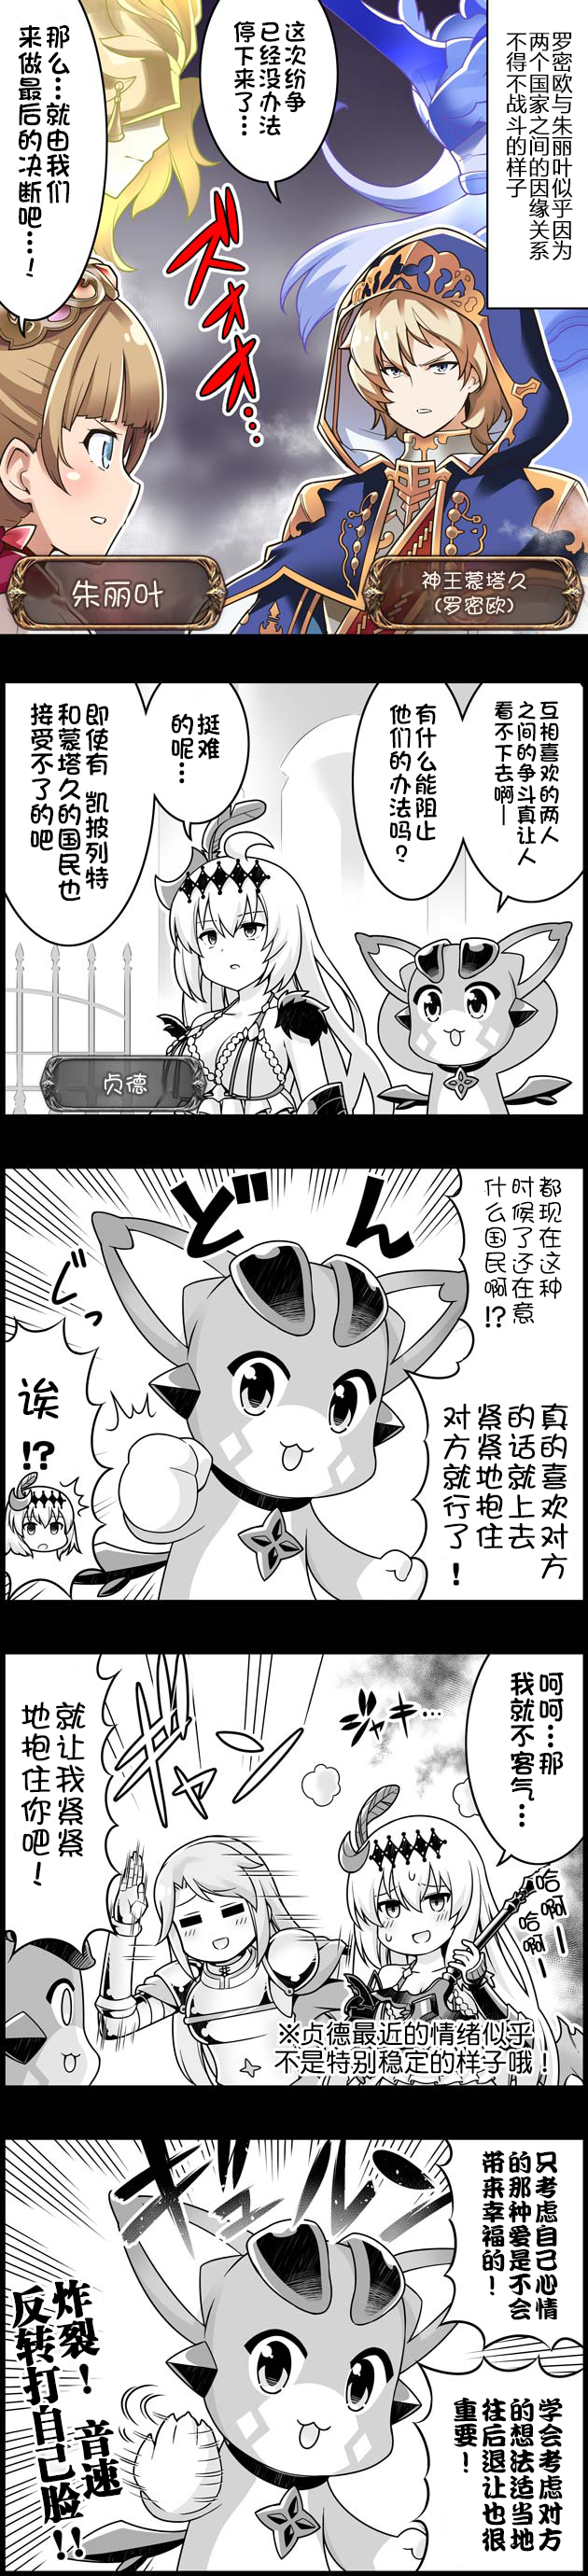 罗密欧与朱丽叶似乎因为
两个国家之间的因缘关系
不得不战斗的样子
这次纷争
已经没办法
停下来了…
那么…就由我们
来做最后的决断吧…！
ズオオオ…
朱丽叶
神王蒙塔久
(罗密欧)
互相喜欢的两人
之间的争斗真让人
看不下去啊ー
有什么能阻止
他们的办法吗？
挺难
的呢…
即使有 凯披列特
和蒙塔久的国民也
接受不了的吧
贞德
都现在这种
时候了还在意
什么国民啊!?
どん
ぐっ
真的喜欢对方
的话就上去
紧紧地抱住
对方就行了！
诶
!?
呵呵…那
我就不客气…
ジャキ…
哈啊ー
哈啊ー
ギャン
就让我紧紧
地抱住你吧！
※贞德最近的情绪似乎
不是特别稳定的样子哦！
只考虑自己心情
的那种爱是不会
带来幸福的！
学会考虑对方
的想法适当地
往后退让也很
重要！
炸裂！音速
反转打自己脸!!